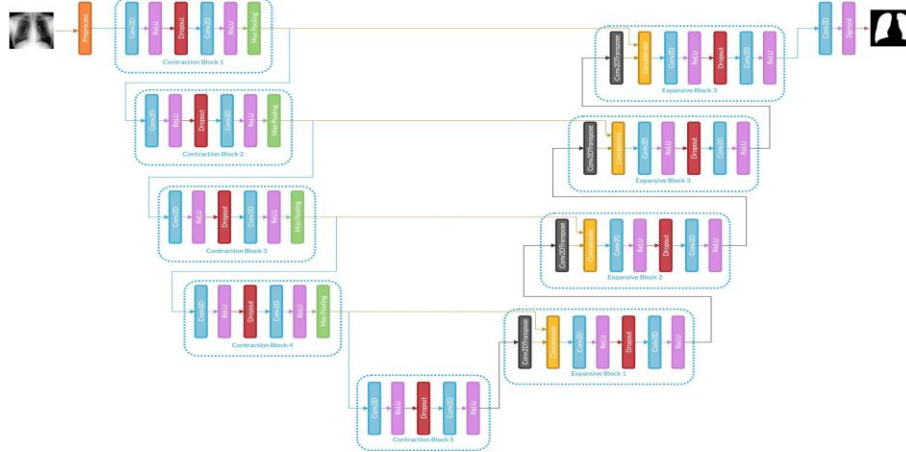 Preprocess
Conv2D
ReLU
Dropout
Conv2D
ReLU
Max Pooling
Contraction Block 1
Conv2D
ReLU
Dropout
Conv2D
ReLU
Max Pooling
Contraction Block 2
Conv2D
ReLU
Dropout
Conv2D
ReLU
Max Pooling
Contraction Block 3
Conv2D
ReLU
Dropout
Conv2D
ReLU
Max Pooling
Contraction Block 4
Conv2D
ReLU
Dropout
Conv2D
ReLU
Contraction Block 5
Conv2DTranspose
Concatenate
Conv2D
ReLU
Dropout
Conv2D
ReLU
Expansive Block 1
Conv2DTranspose
Concatenate
Conv2D
ReLU
Dropout
Conv2D
ReLU
Expansive Block 2
Conv2DTranspose
Concatenate
Conv2D
ReLU
Dropout
Conv2D
ReLU
Expansive Block 3
Conv2DTranspose
Concatenate
Conv2D
ReLU
Dropout
Conv2D
ReLU
Expansive Block 3
Conv2D
Sigmoid